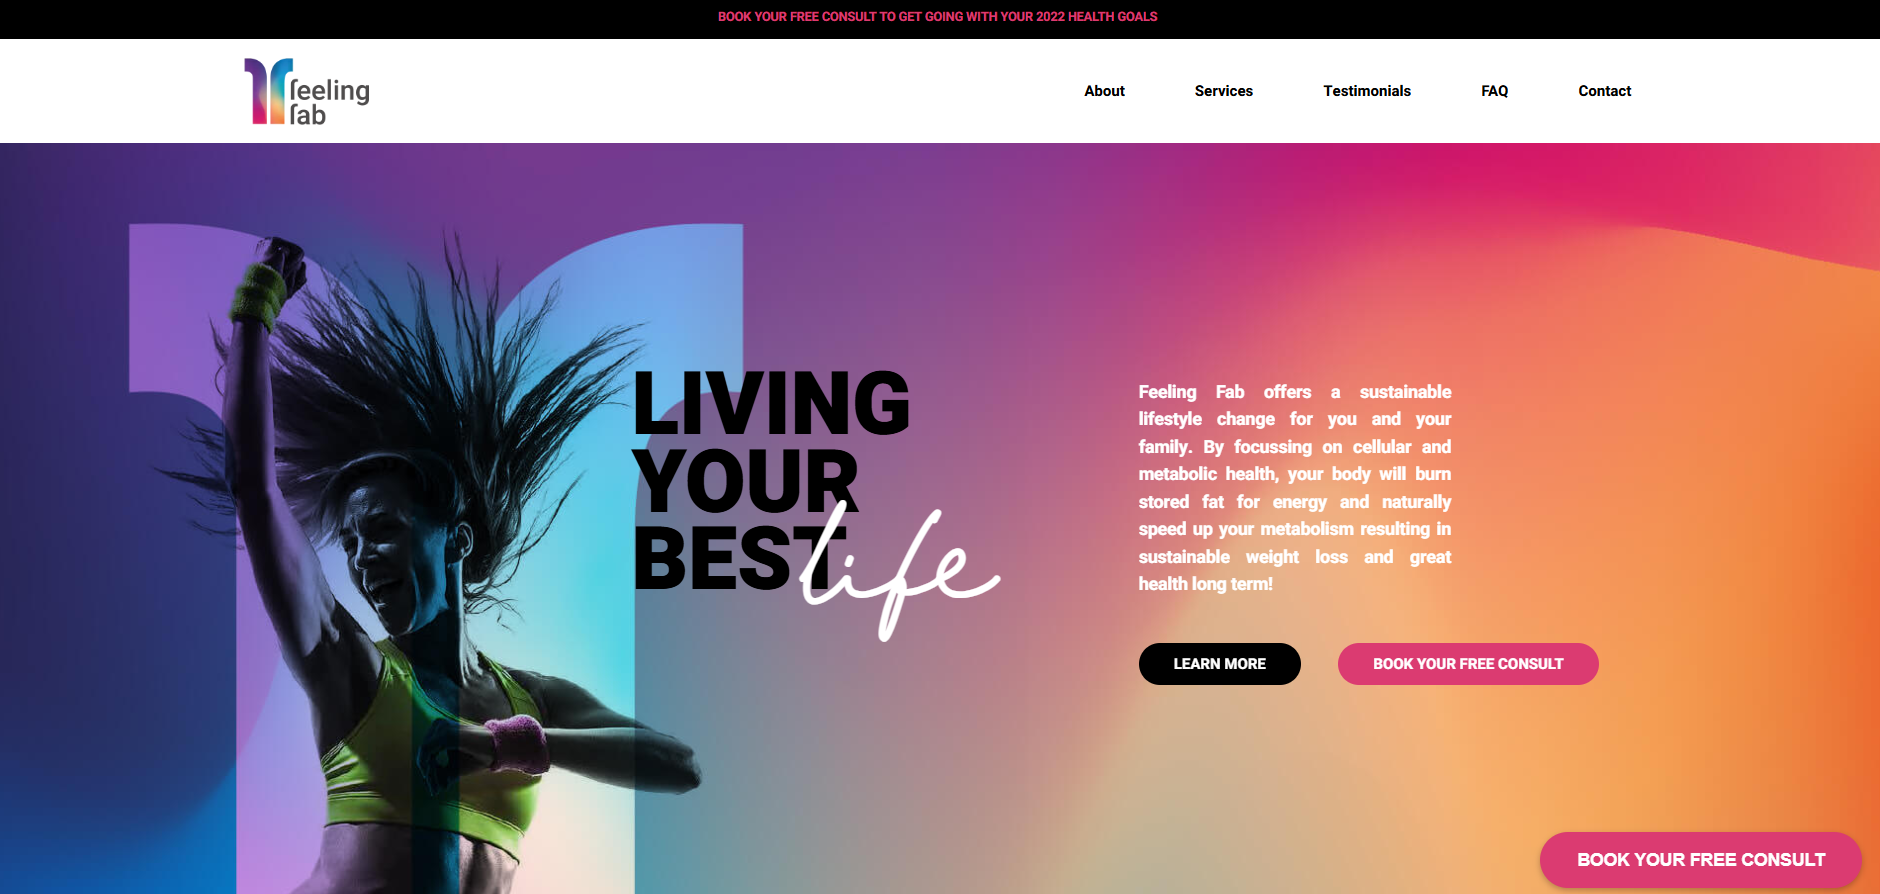 BOOK YOUR FREE CONSULT TO GET GOING WITH YOUR 2022 HEALTH GOALS
feeling
fab
About
Services
Testimonials
FAQ
Contact
LIVING
YOUR
BEST
life
Feeling Fab offers a sustainable
lifestyle change for you and your
family. By focussing on cellular and
metabolic health, your body will burn
stored fat for energy and naturally
speed up your metabolism resulting in
sustainable weight loss and great
health long term!
LEARN MORE
BOOK YOUR FREE CONSULT
BOOK YOUR FREE CONSULT